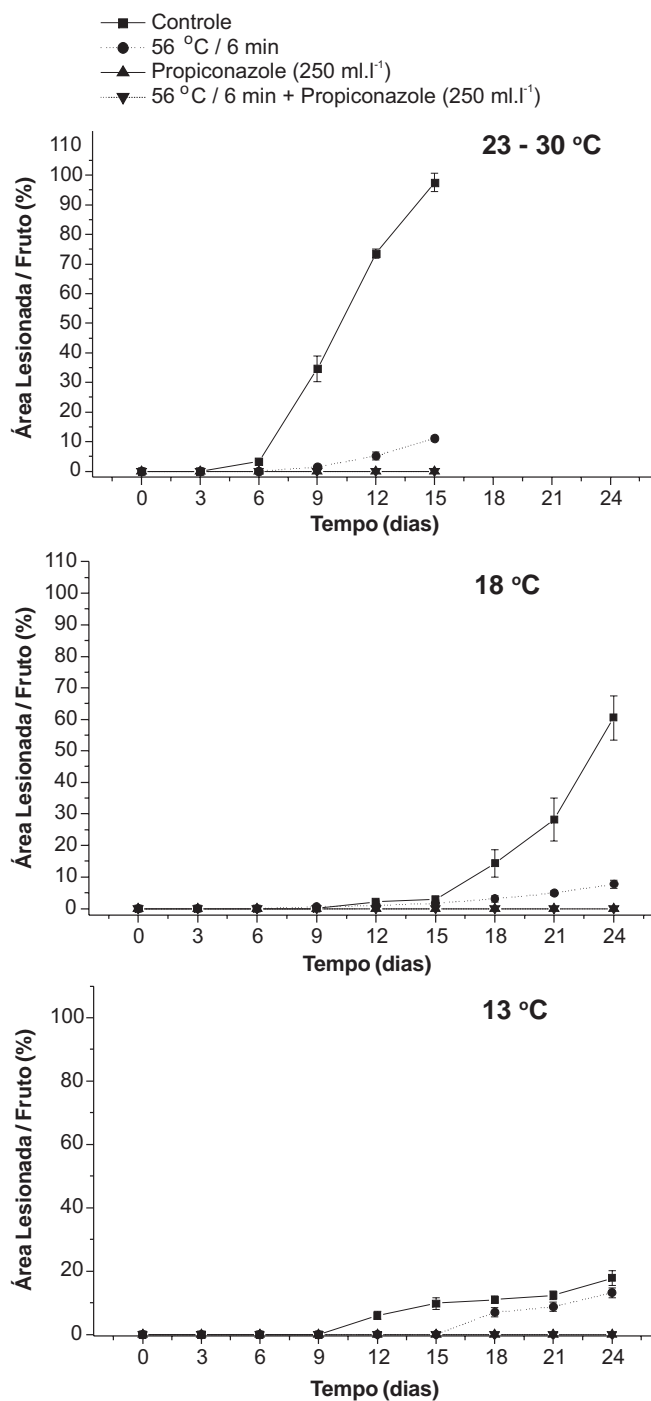 Controle
56 °C / 6 min
Propiconazole (250 ml.l⁻¹)
56 °C / 6 min + Propiconazole (250 ml.l⁻¹)
23 - 30 °C
Área Lesionada / Fruto (%)
110
100
90
80
70
60
50
40
30
20
10
0
0 3 6 9 12 15 18 21 24
Tempo (dias)
18 °C
Área Lesionada / Fruto (%)
110
100
90
80
70
60
50
40
30
20
10
0
0 3 6 9 12 15 18 21 24
Tempo (dias)
13 °C
Área Lesionada / Fruto (%)
100
80
60
40
20
0
0 3 6 9 12 15 18 21 24
Tempo (dias)